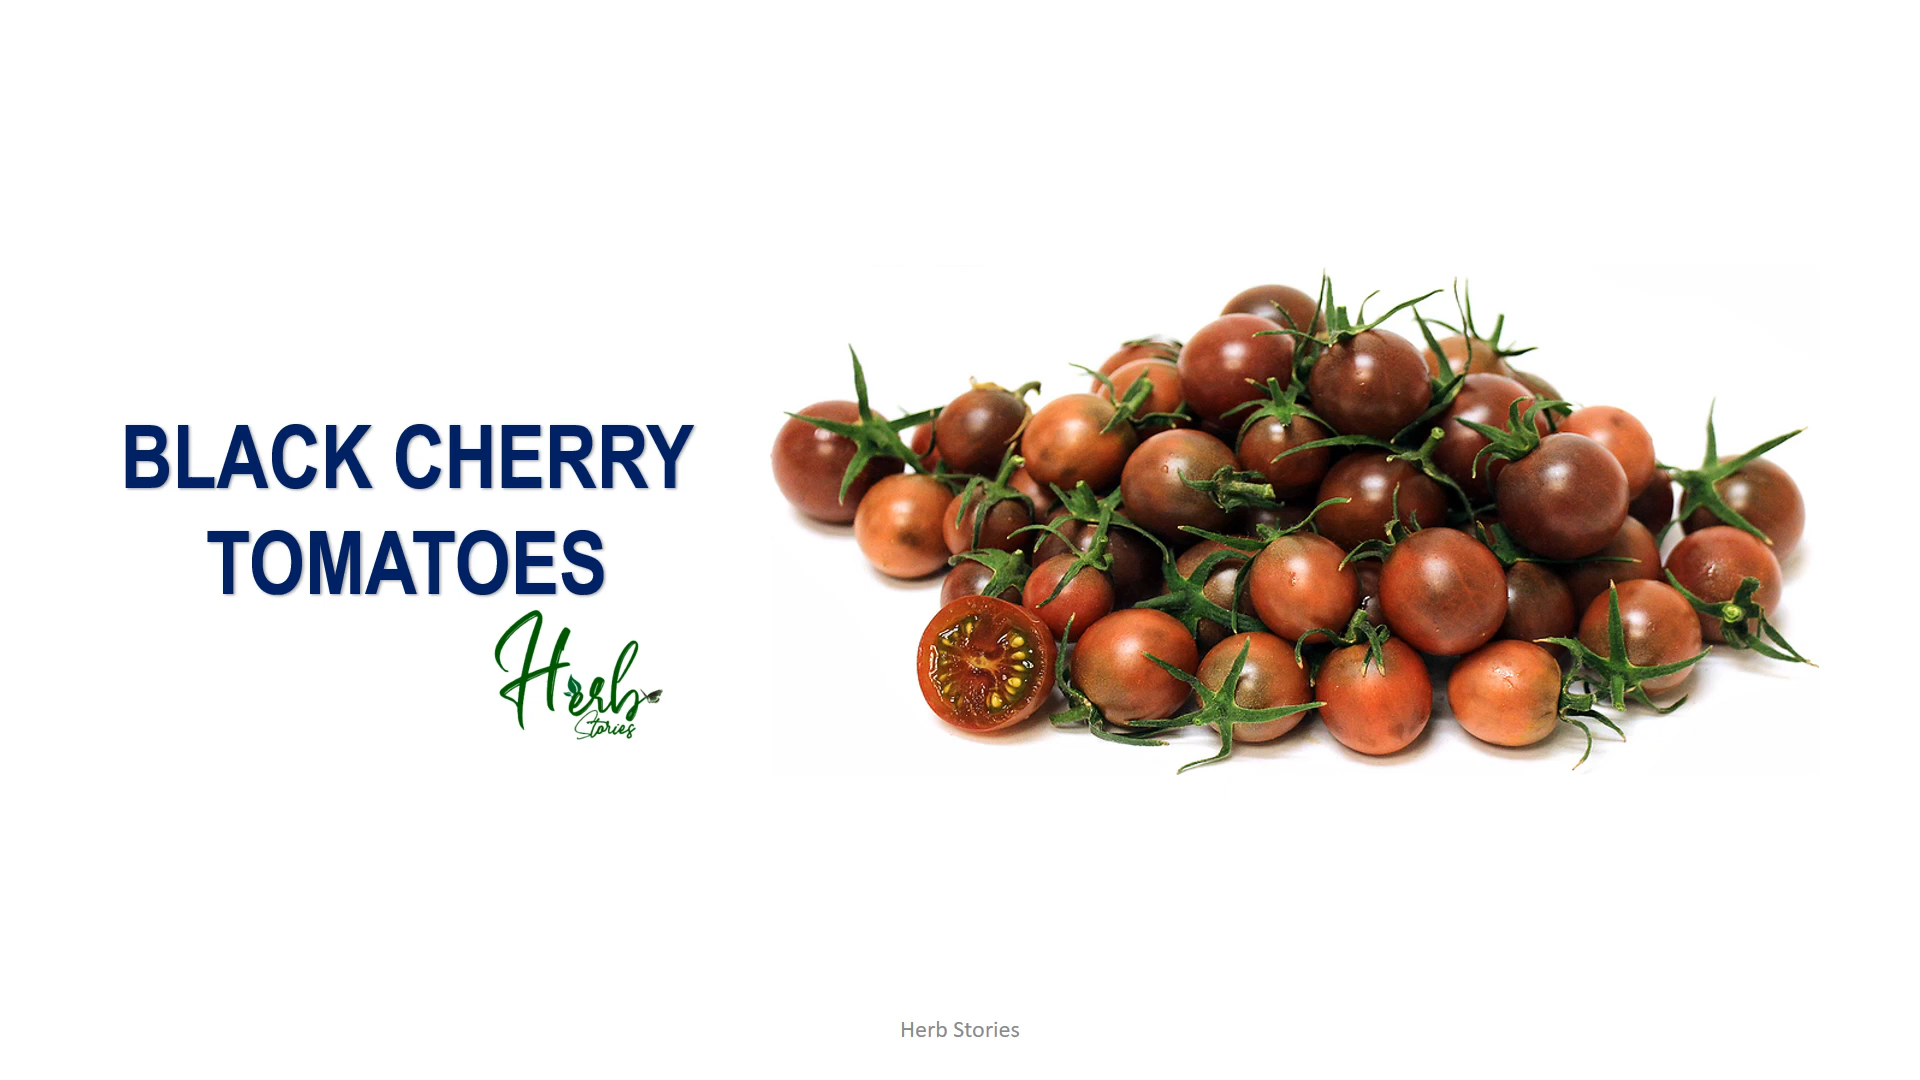 BLACK CHERRY
TOMATOES
Herb
Stories
Herb Stories